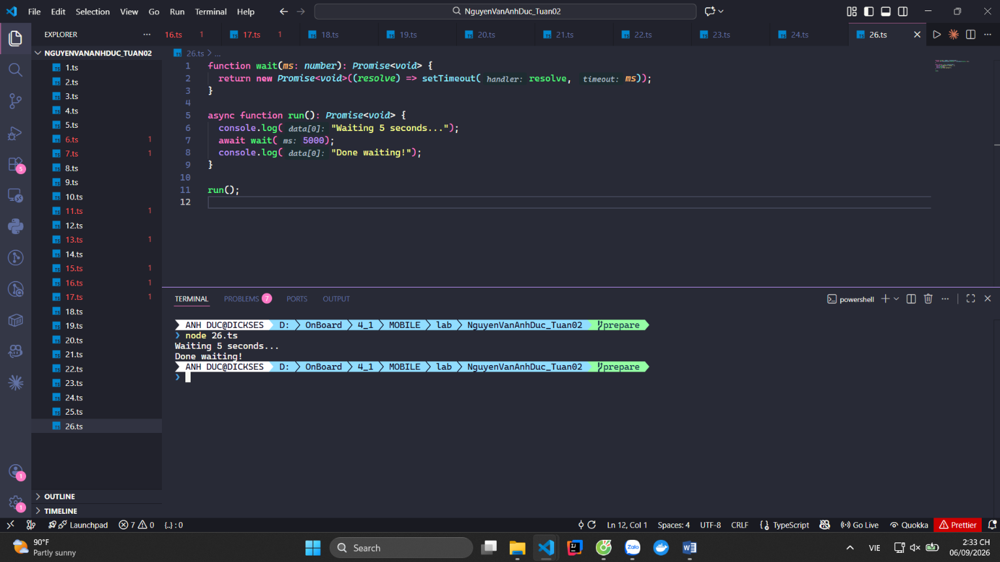 File Edit Selection View Go Run Terminal Help
NguyenVanAnhDuc_Tuan02
EXPLORER
16.ts 1 17.ts 1 18.ts 19.ts 20.ts 21.ts 22.ts 23.ts 24.ts 26.ts
NGUYENVANANHDUC_TUAN02
1.ts
2.ts
3.ts
4.ts
5.ts
6.ts 1
7.ts 1
8.ts
9.ts
10.ts
11.ts 1
12.ts
13.ts 1
14.ts
15.ts 1
16.ts 1
17.ts 1
18.ts
19.ts
20.ts
21.ts
22.ts
23.ts
24.ts
25.ts
26.ts
OUTLINE
TIMELINE
5
1
1
26.ts > ...
1 function wait(ms: number): Promise<void> {
2 return new Promise<void>((resolve) => setTimeout( handler: resolve, timeout: ms));
3 }
4
5 async function run(): Promise<void> {
6 console.log( data[0]: "Waiting 5 seconds...");
7 await wait( ms: 5000);
8 console.log( data[0]: "Done waiting!");
9 }
10
11 run();
12
TERMINAL PROBLEMS 7 PORTS OUTPUT
powershell
ANH DUC@DICKSES D: OnBoard 4_1 MOBILE lab NguyenVanAnhDuc_Tuan02 prepare
❯ node 26.ts
Waiting 5 seconds...
Done waiting!
ANH DUC@DICKSES D: OnBoard 4_1 MOBILE lab NguyenVanAnhDuc_Tuan02 prepare
❯
Launchpad 7 0 {..} : 0
Ln 12, Col 1 Spaces: 4 UTF-8 CRLF TypeScript Go Live Quokka Prettier
90°F
Partly sunny
Search
VIE
2:33 CH
06/09/2026